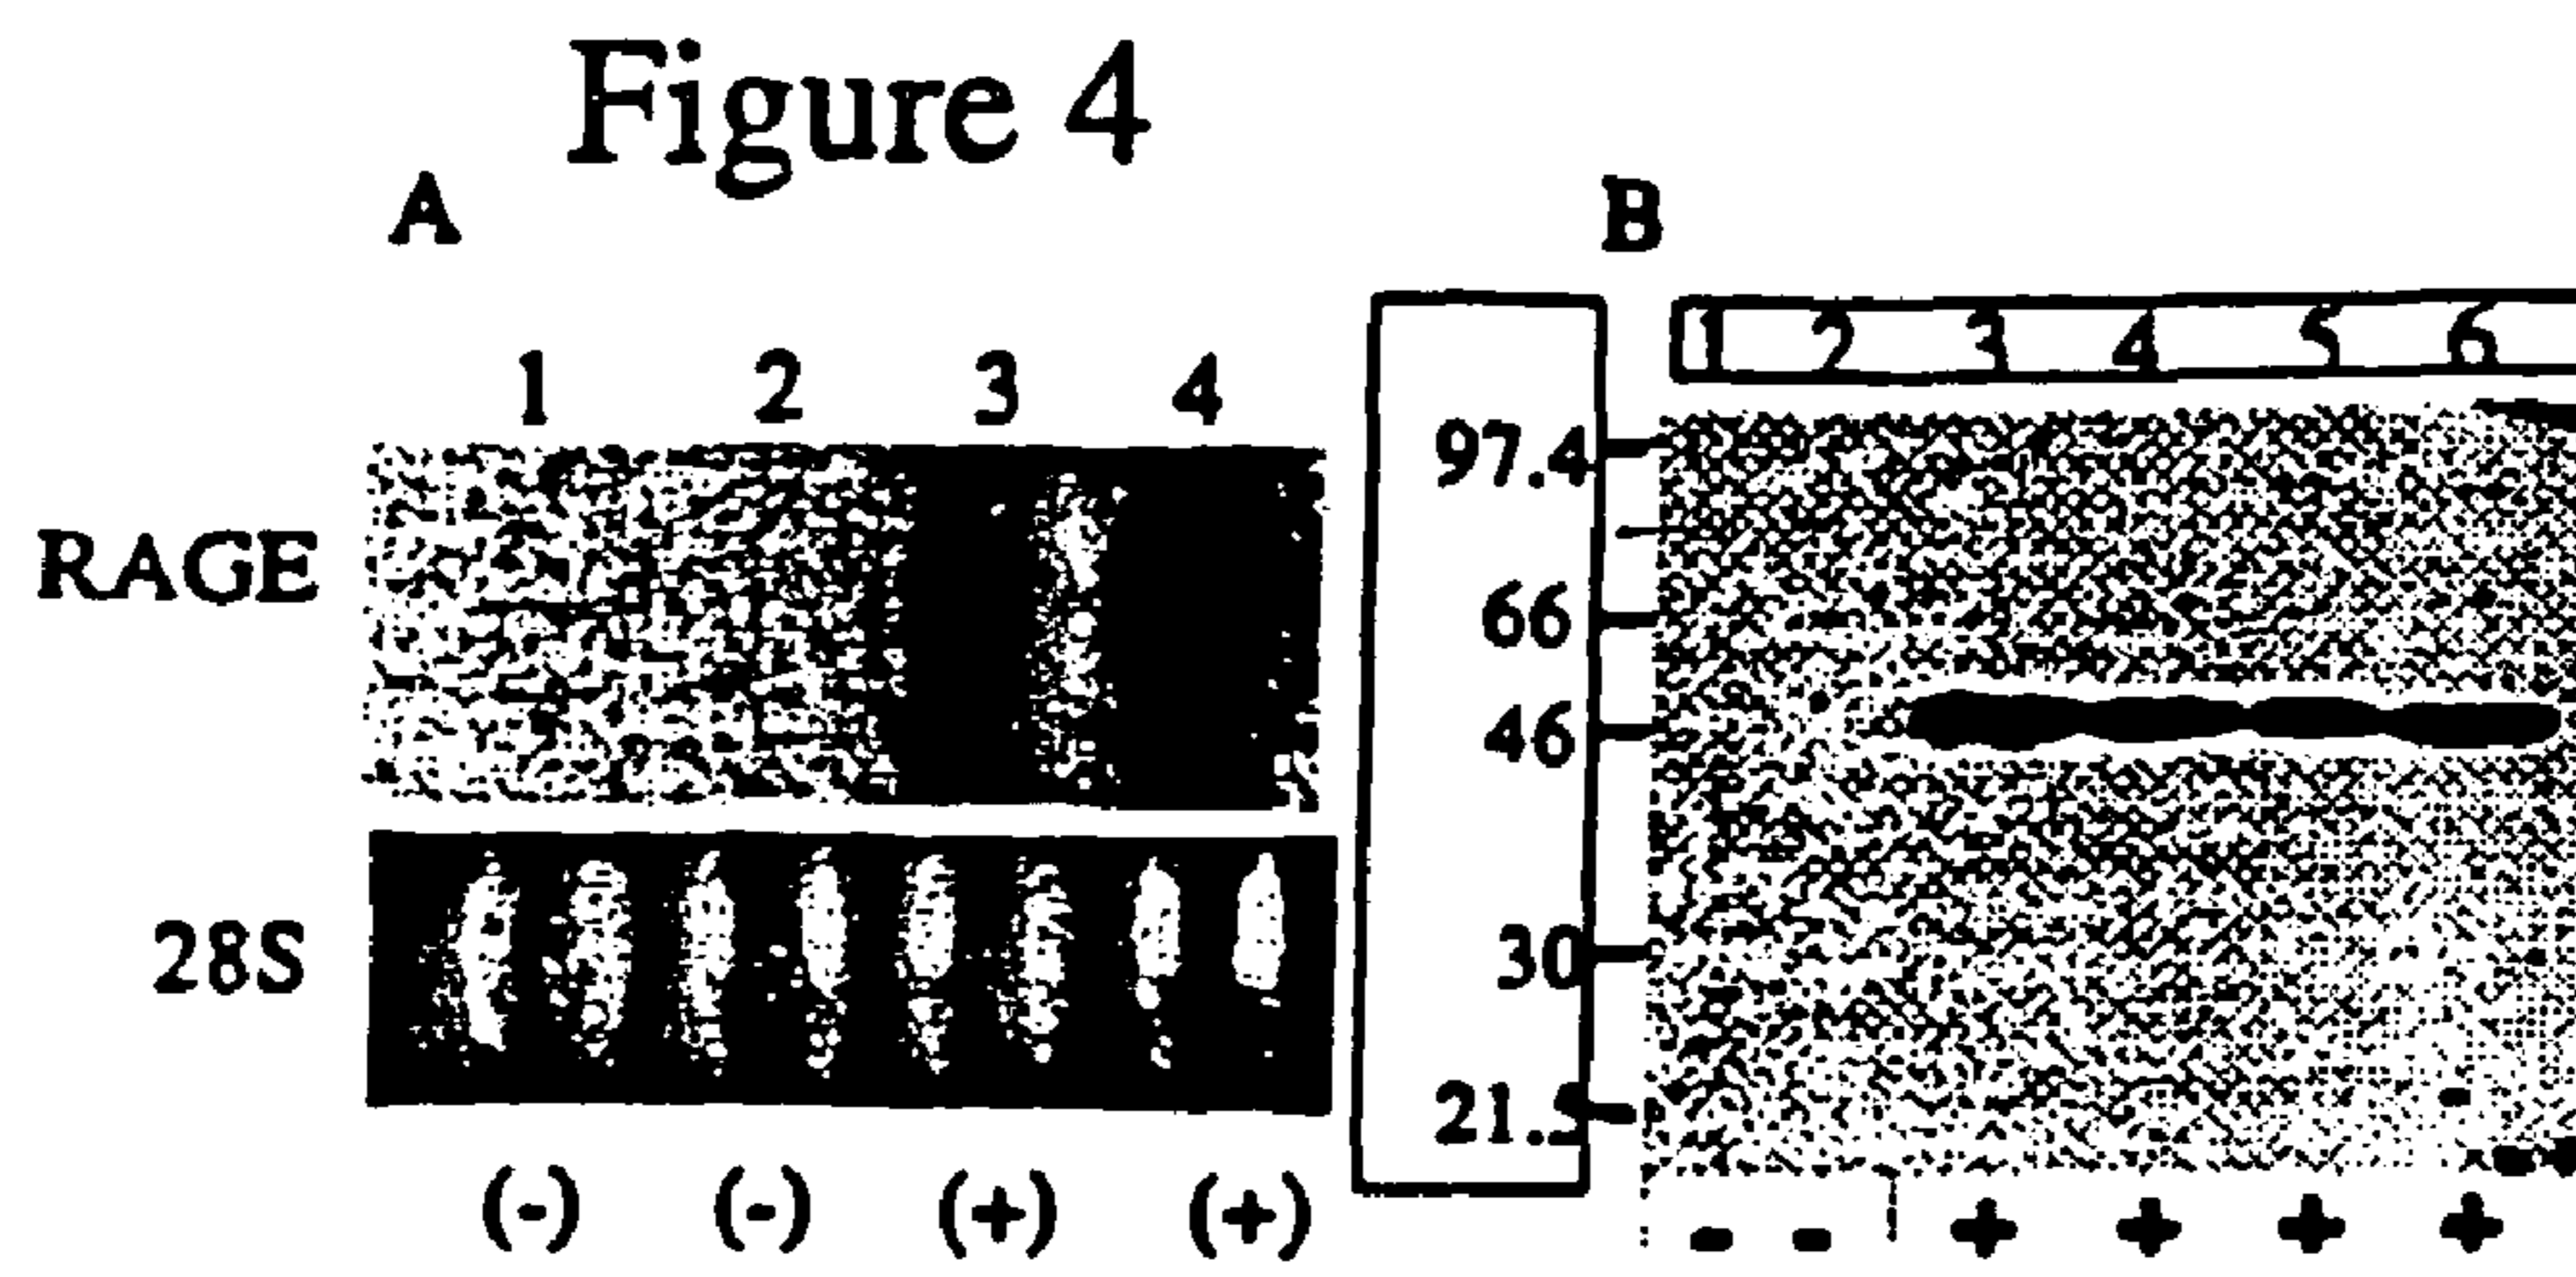 Figure 4
A
B
1 2 3 4
1 2 3 4 5 6
RAGE
28S
(-) (-) (+) (+)
97.4
66
46
30
21.5
- - + + + +